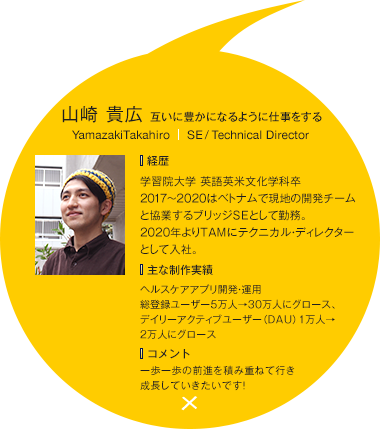 山崎 貴広 互いに豊かになるように仕事をする
YamazakiTakahiro | SE / Technical Director
経歴
学習院大学 英語英米文化学科卒
2017〜2020はベトナムで現地の開発チーム
と協業するブリッジSEとして勤務。
2020年よりTAMにテクニカル・ディレクター
として入社。
主な制作実績
ヘルスケアアプリ開発・運用
総登録ユーザー5万人→30万人にグロース、
デイリーアクティブユーザー（DAU）1万人→
2万人にグロース
コメント
一歩一歩の前進を積み重ねて行き
成長していきたいです!